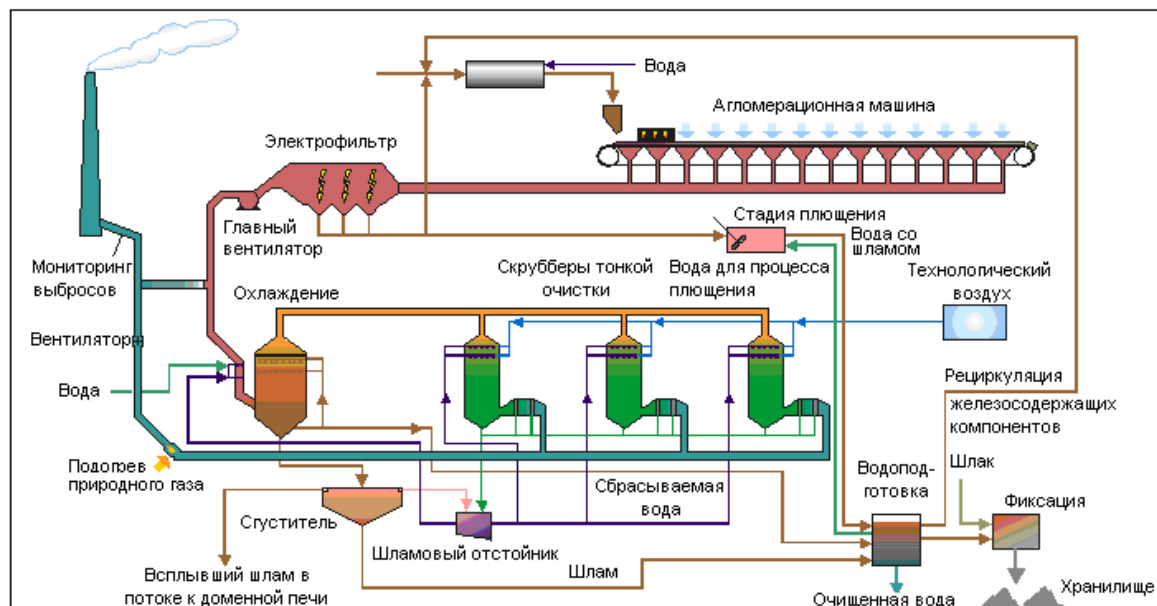 Вода
Агломерационная машина
Электрофильтр
Главный
вентилятор
Стадия плющения
Вода со
шламом
Мониторинг
выбросов
Скрубберы тонкой
очистки
Вода для процесса
плющения
Технологический
воздух
Охлаждение
Вентилятор
Вода
Рециркуляция
железосодержащих
компонентов
Подогрев
природного газа
Сгуститель
Шламовый отстойник
Сбрасываемая
вода
Водопод-
готовка
Шлак
Фиксация
Всплывший шлам в
потоке к доменной печи
Шлам
Очищенная вода
Хранилище